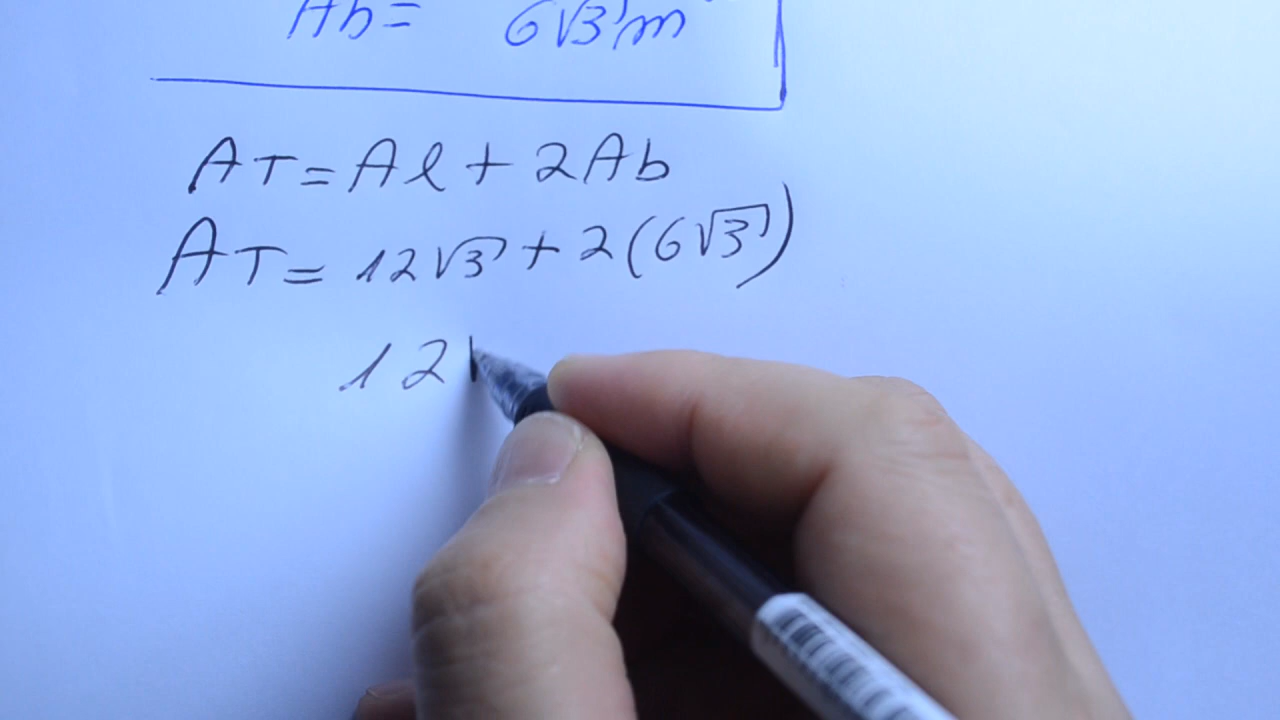 Ab = 6√3 m
AT = Al + 2Ab
AT = 12√3 + 2(6√3)
12